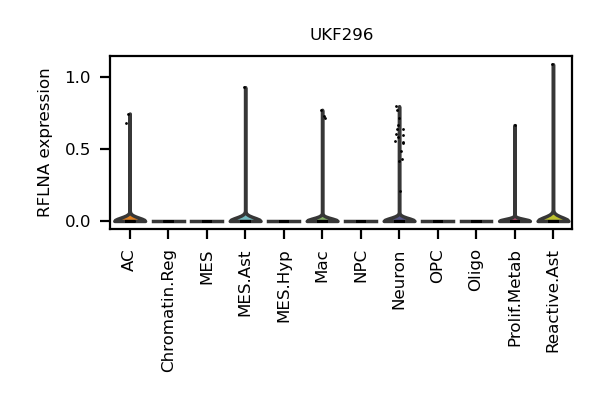 UKF296
RFLNA expression
1.0
0.5
0.0
AC
Chromatin.Reg
MES
MES.Ast
MES.Hyp
Mac
NPC
Neuron
OPC
Oligo
Prolif.Metab
Reactive.Ast